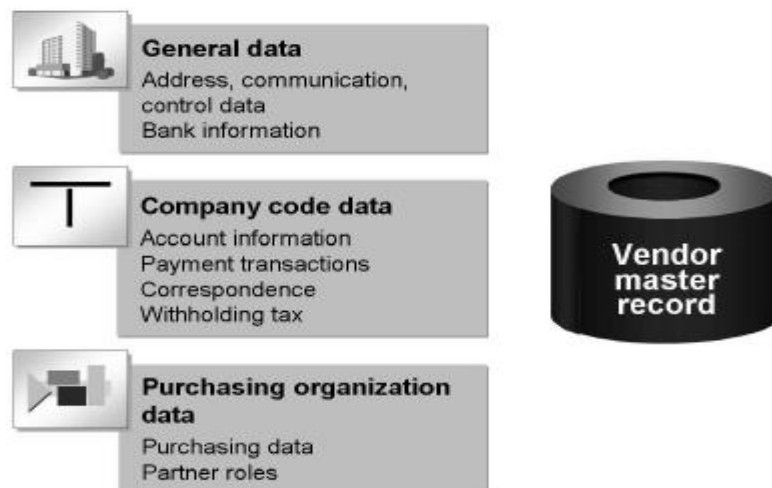 General data
Address, communication,
control data
Bank information
Company code data
Account information
Payment transactions
Correspondence
Withholding tax
Vendor
master
record
Purchasing organization
data
Purchasing data
Partner roles